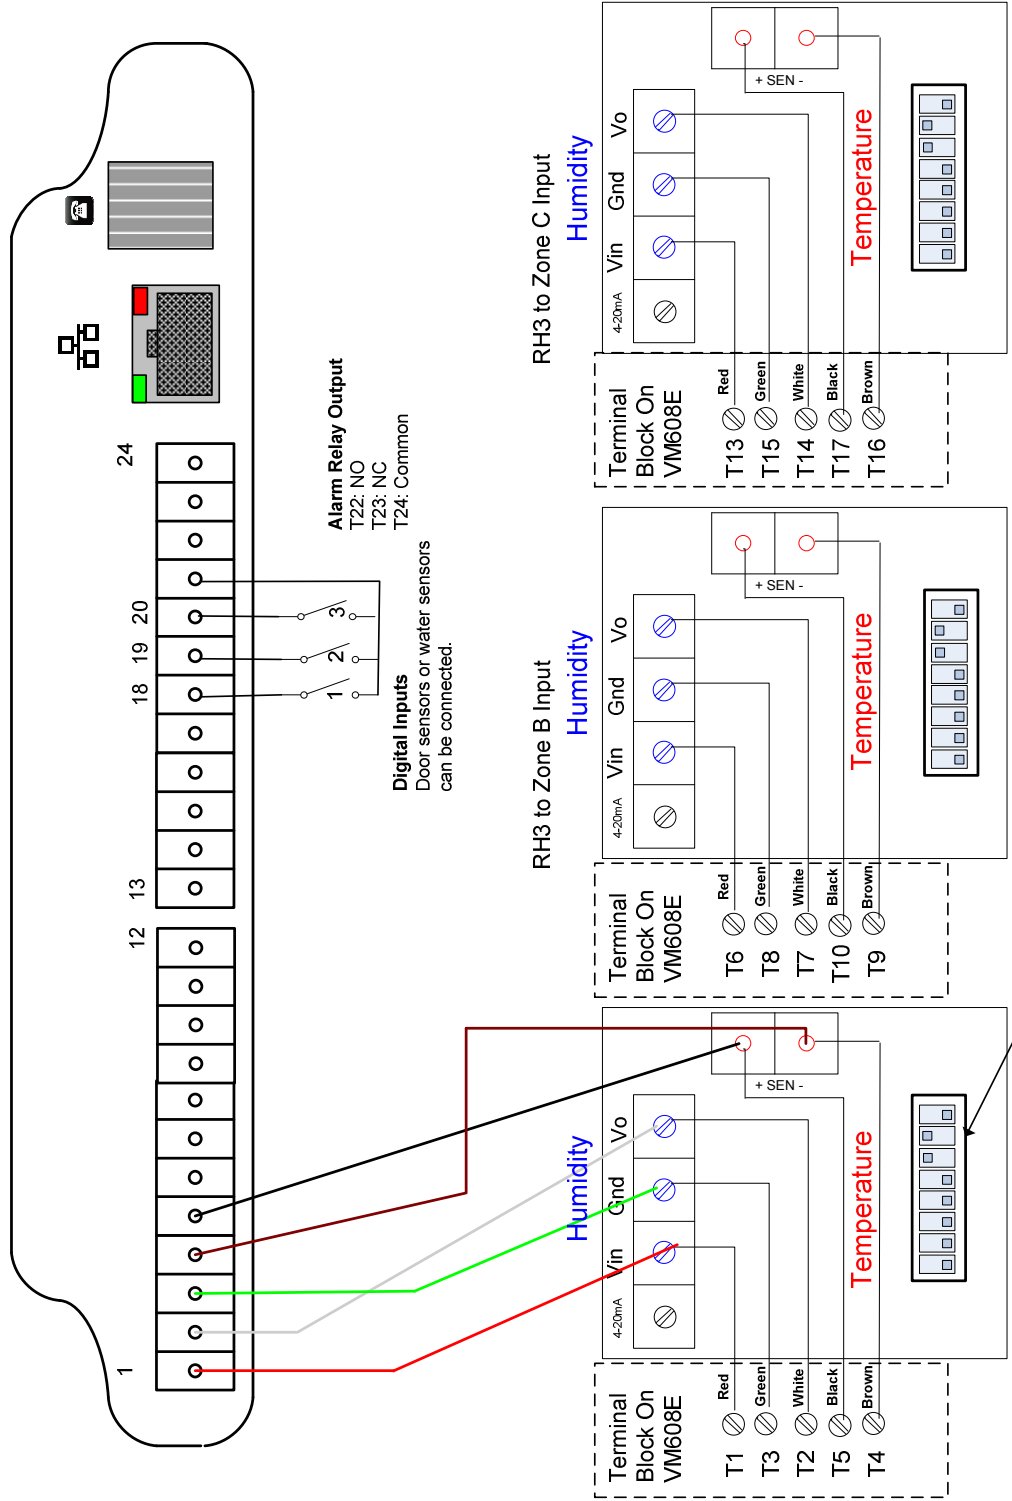 1
12
13
18
19
20
24
Alarm Relay Output
T22: NO
T23: NC
T24: Common
1
2
3
Digital Inputs
Door sensors or water sensors
can be connected.
Humidity
4-20mA
Vin
Gnd
Vo
+ SEN -
Temperature
Terminal
Block On
VM608E
T1 Red
T3 Green
T2 White
T5 Black
T4 Brown
RH3 to Zone B Input
Humidity
4-20mA
Vin
Gnd
Vo
+ SEN -
Temperature
Terminal
Block On
VM608E
T6 Red
T8 Green
T7 White
T10 Black
T9 Brown
RH3 to Zone C Input
Humidity
4-20mA
Vin
Gnd
Vo
+ SEN -
Temperature
Terminal
Block On
VM608E
T13 Red
T15 Green
T14 White
T17 Black
T16 Brown